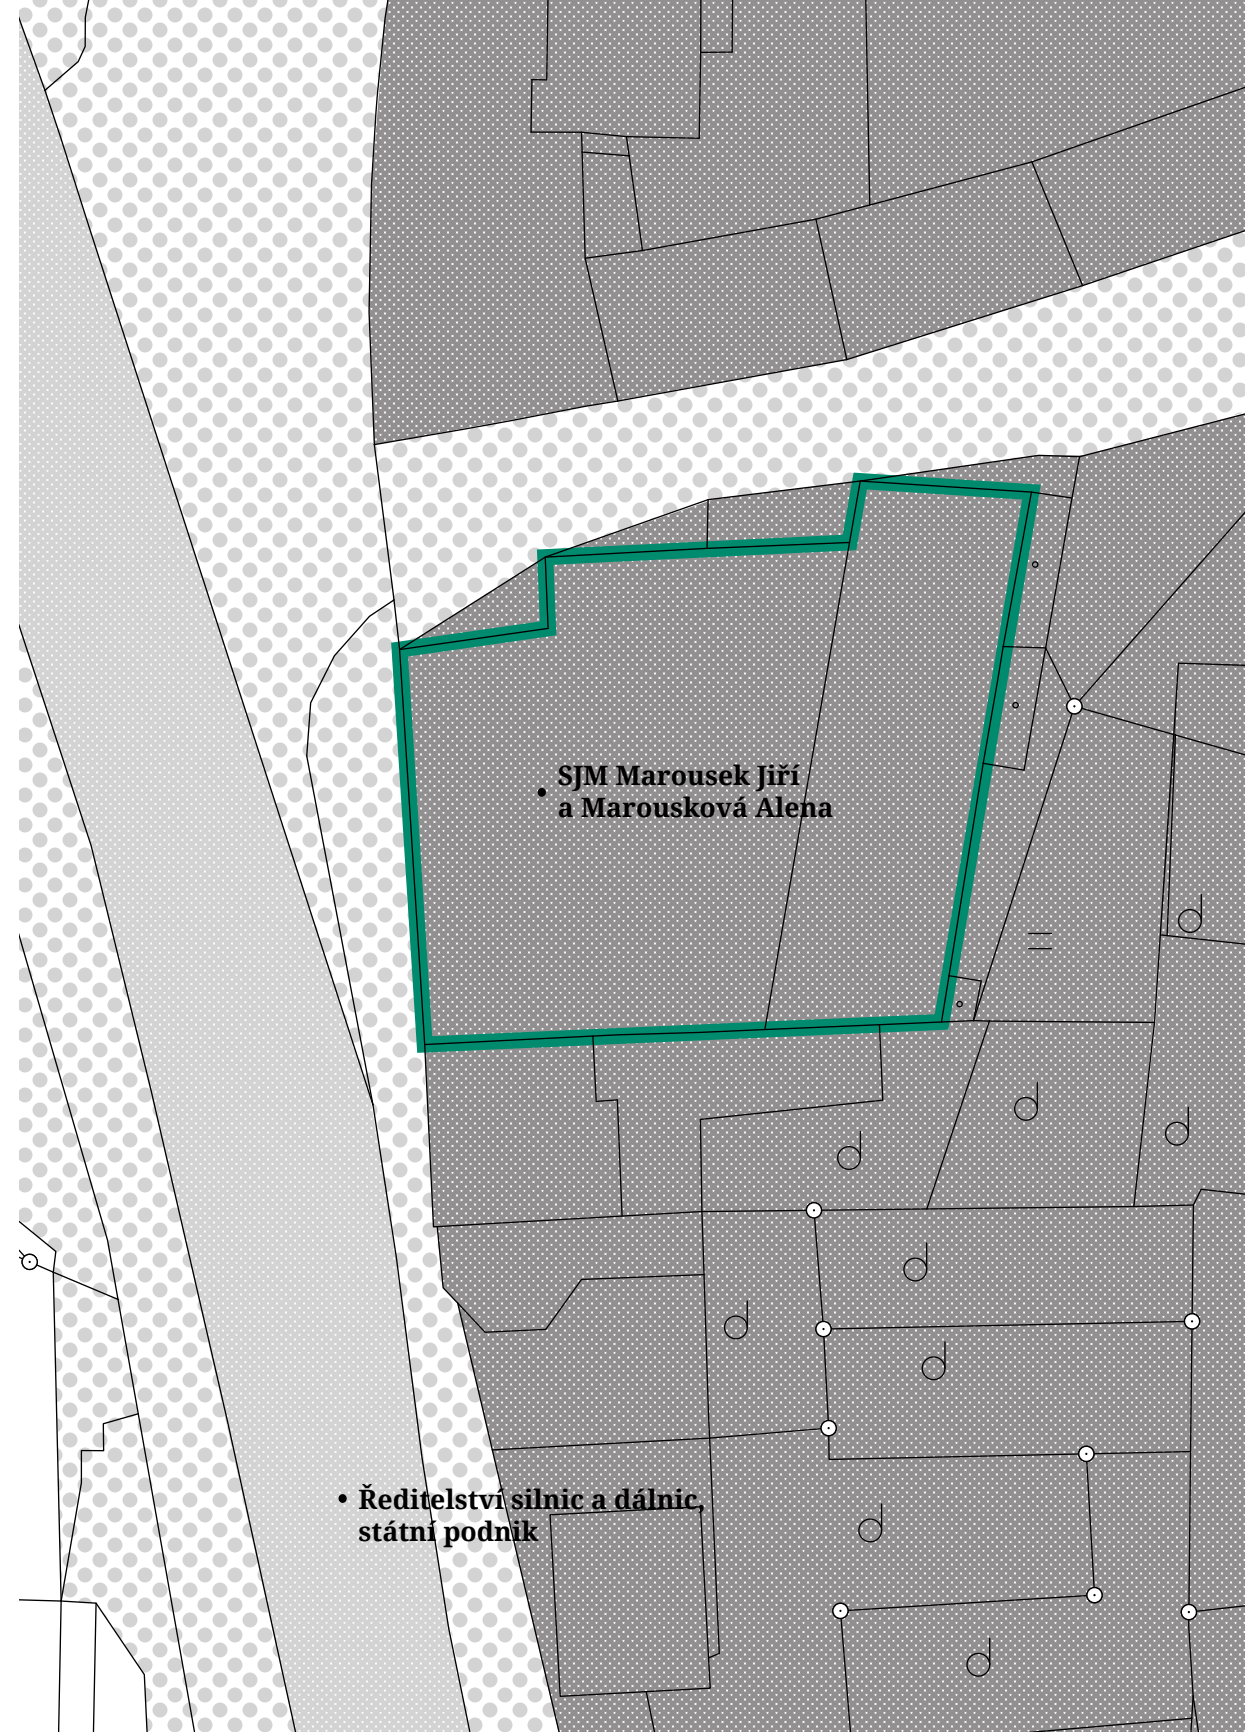 SJM Marousek Jiří
a Marousková Alena
Ředitelství silnic a dálnic,
státní podnik